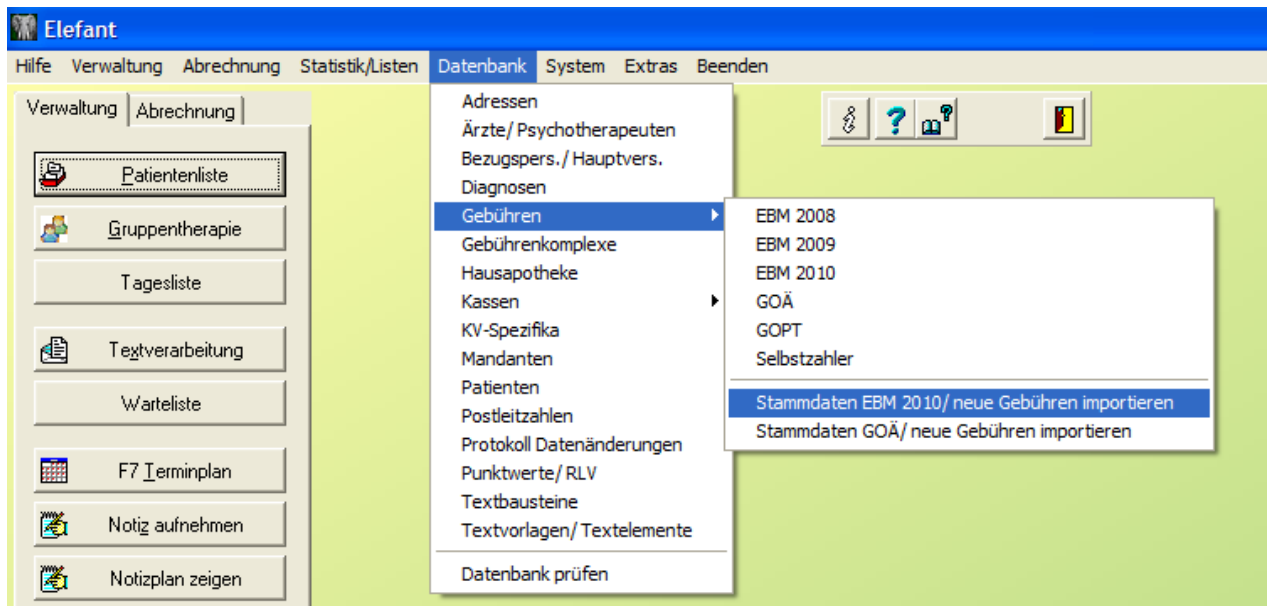 Elefant
Hilfe Verwaltung Abrechnung Statistik/Listen Datenbank System Extras Beenden
Verwaltung Abrechnung
Patientenliste
Gruppentherapie
Tagesliste
Textverarbeitung
Warteliste
F7 Terminplan
Notiz aufnehmen
Notizplan zeigen
Adressen
Ärzte/ Psychotherapeuten
Bezugspers./ Hauptvers.
Diagnosen
Gebühren
Gebührenkomplexe
Hausapotheke
Kassen
KV-Spezifika
Mandanten
Patienten
Postleitzahlen
Protokoll Datenänderungen
Punktwerte/ RLV
Textbausteine
Textvorlagen/ Textelemente
Datenbank prüfen
EBM 2008
EBM 2009
EBM 2010
GOÄ
GOPT
Selbstzahler
Stammdaten EBM 2010/ neue Gebühren importieren
Stammdaten GOÄ/ neue Gebühren importieren